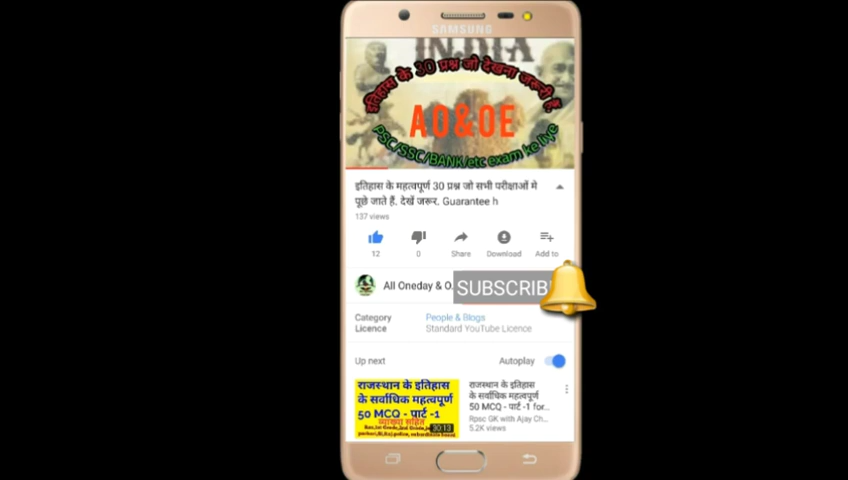 SAMSUNG
INDIA
इतिहास के 30 प्रश्न जो देखना जरूरी है.
AO&OE
PSC/SSC/BANK/etc exam ke liye
इतिहास के महत्वपूर्ण 30 प्रश्न जो सभी परीक्षाओं मे
पूछे जाते हैं. देखें जरूर. Guarantee h
137 views
12
0
Share
Download
Add to
All Oneday & O
SUBSCRIB
Category
People & Blogs
Licence
Standard YouTube Licence
Up next
Autoplay
राजस्थान के इतिहास
के सर्वाधिक महत्वपूर्ण
50 MCQ - पार्ट -1
व्याख्या सहित
30:13
राजस्थान के इतिहास
के सर्वाधिक महत्वपूर्ण
50 MCQ - पार्ट -1 for...
Rpsc GK with Ajay Ch...
5.2K views